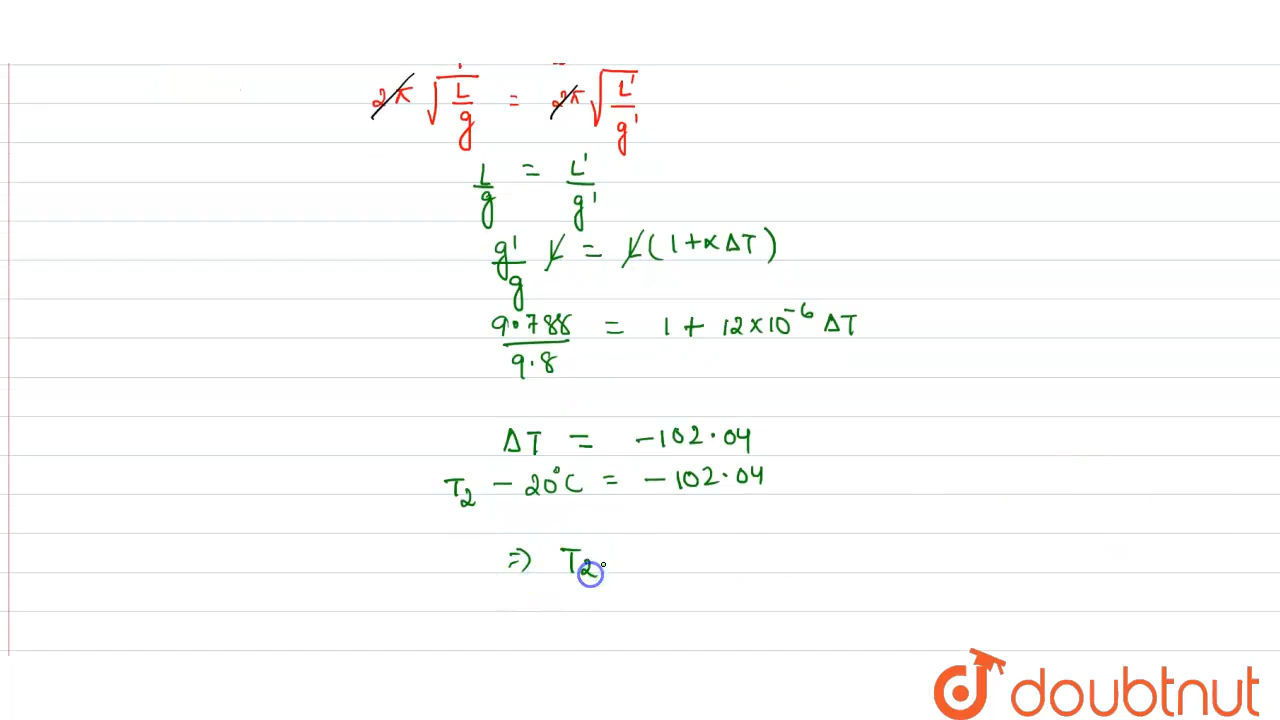 2π √(L/g) = 2π √(L'/g')
L/g = L'/g'
g'/g L = L(1+αΔT)
9.788/9.8 = 1 + 12×10⁻⁶ ΔT
ΔT = -102.04
T₂ - 20°C = -102.04
⇒ T₂
doubtnut